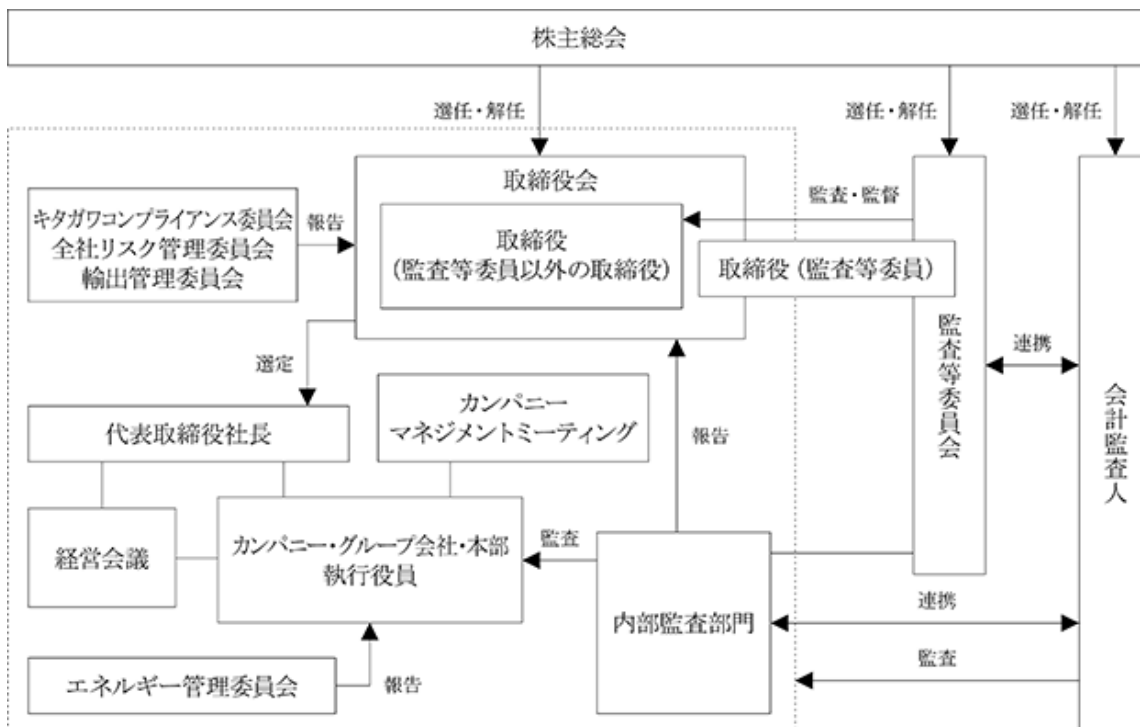 株主総会
選任・解任
選任・解任
選任・解任
取締役会
キタガワコンプライアンス委員会
全社リスク管理委員会
輸出管理委員会
報告
取締役
（監査等委員以外の取締役）
監査・監督
取締役（監査等委員）
監査等委員会
連携
会計監査人
選定
代表取締役社長
カンパニー
マネジメントミーティング
報告
経営会議
カンパニー・グループ会社・本部
執行役員
監査
内部監査部門
連携
監査
エネルギー管理委員会
報告